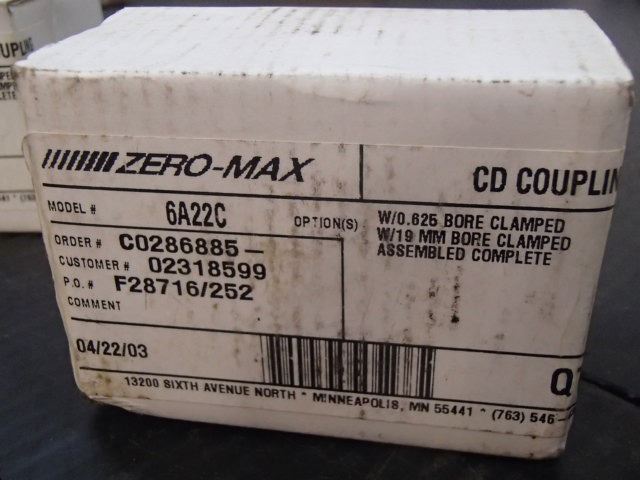 ZERO-MAX
CD COUPLIN
MODEL # 6A22C
OPTION(S) W/0.625 BORE CLAMPED
W/19 MM BORE CLAMPED
ASSEMBLED COMPLETE
ORDER # C0286885-
CUSTOMER # 02318599
P.O. # F28716/252
COMMENT
04/22/03
13200 SIXTH AVENUE NORTH * MINNEAPOLIS, MN 55441 * (763) 546-
UPLING